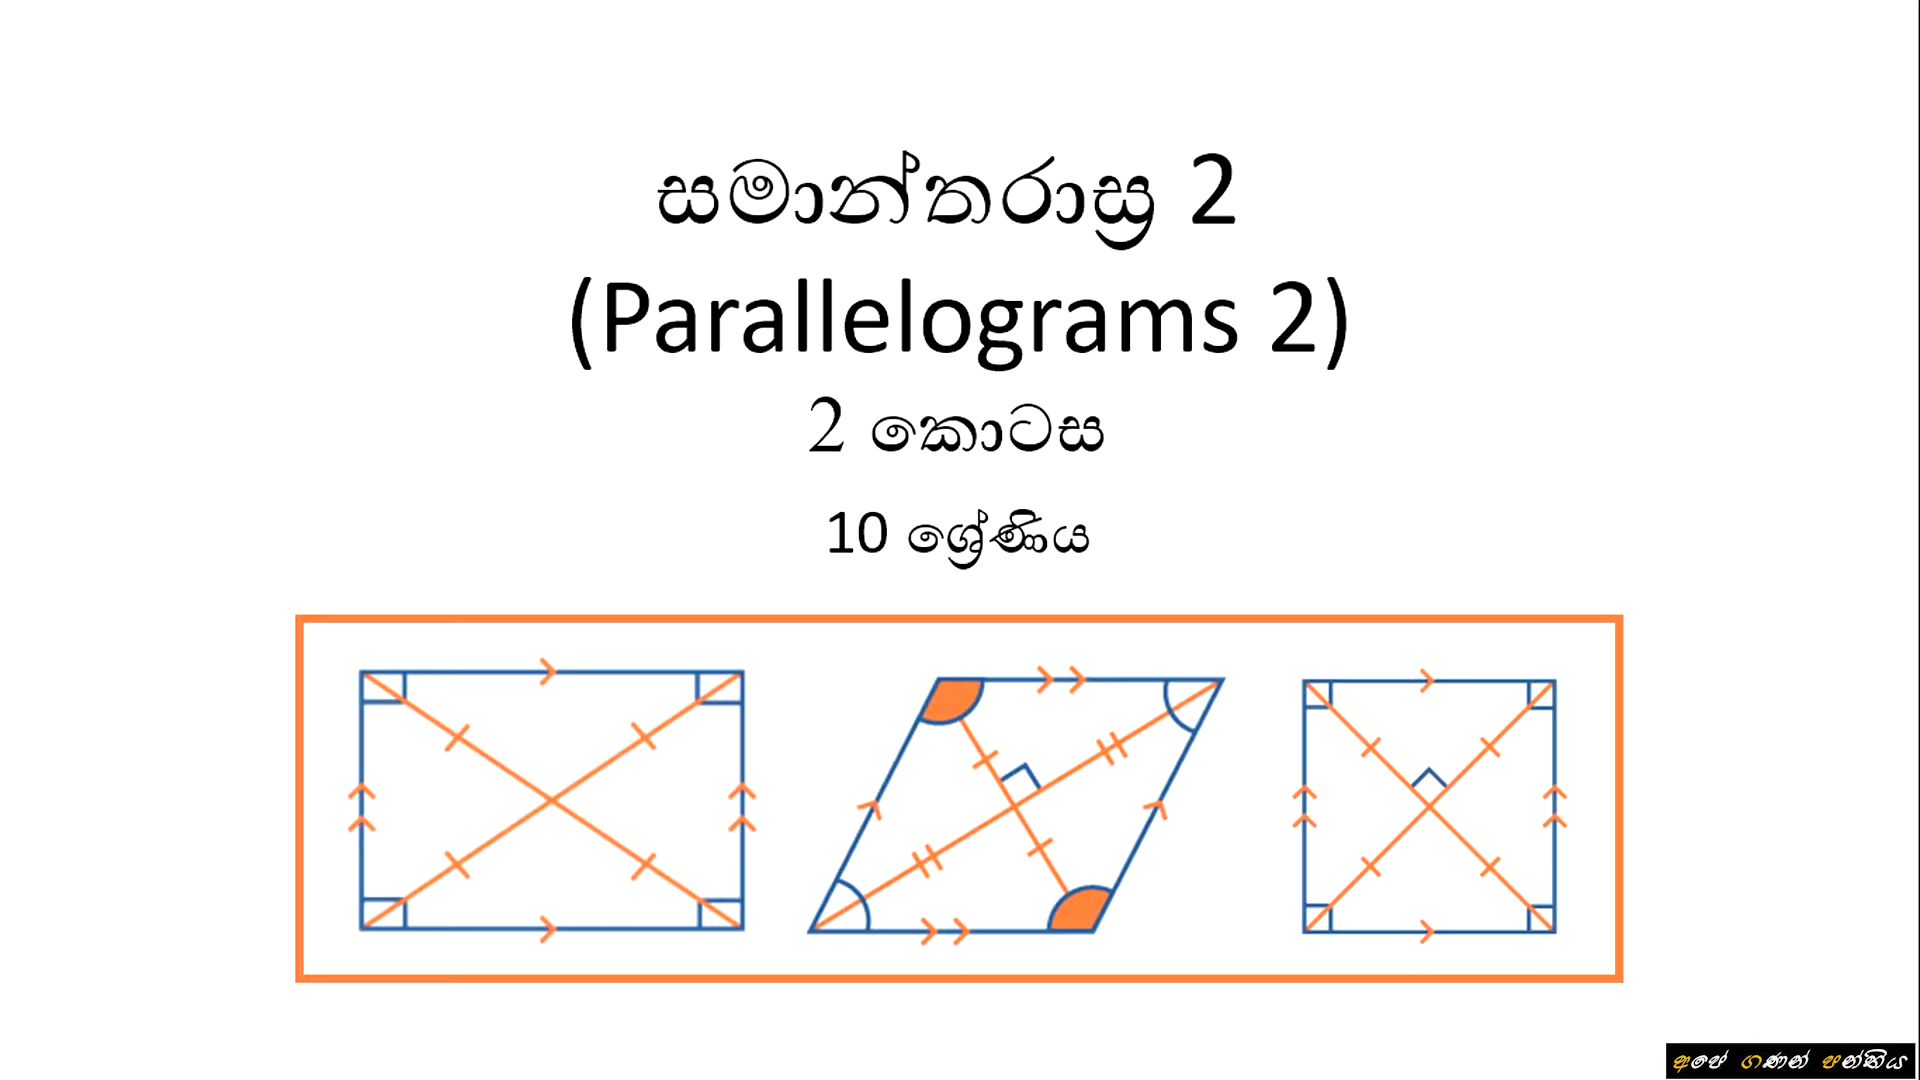 සමාන්තරාස්‍ර 2
(Parallelograms 2)
2 කොටස
10 ශ්‍රේණිය
අපේ ගණන් පන්තිය